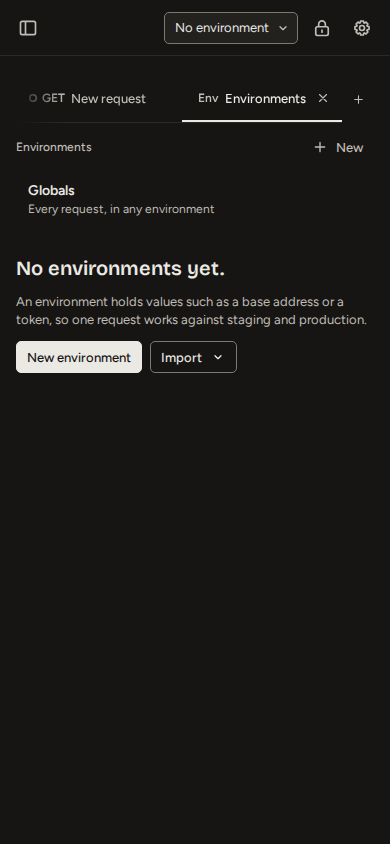 No environment
GET New request
Env Environments
Environments
New
Globals
Every request, in any environment
No environments yet.
An environment holds values such as a base address or a
token, so one request works against staging and production.
New environment
Import